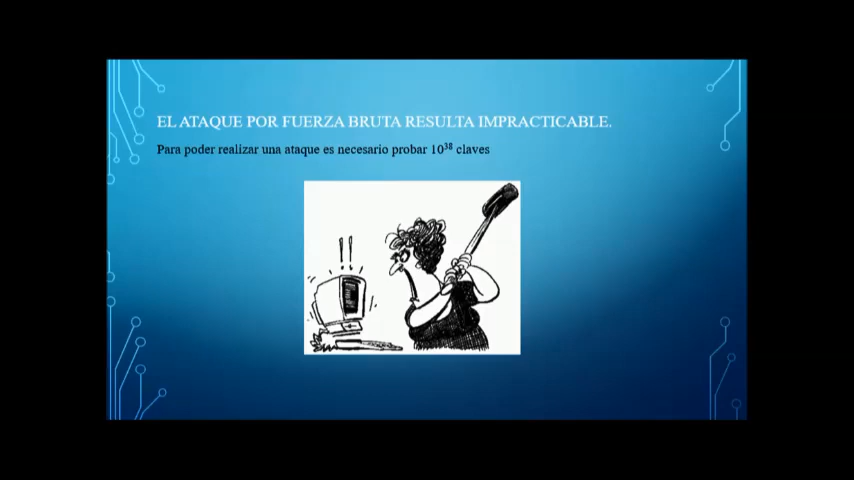 EL ATAQUE POR FUERZA BRUTA RESULTA IMPRACTICABLE.
Para poder realizar una ataque es necesario probar 10³⁸ claves
!!